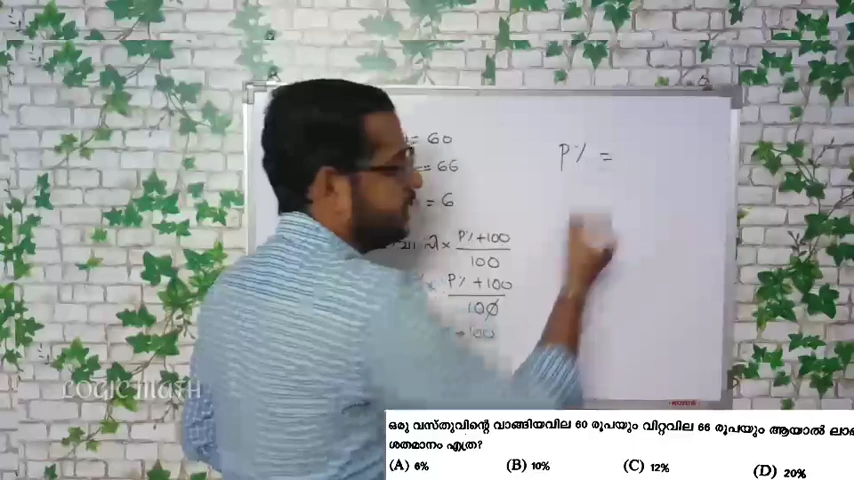 = 60
= 66
= 6
P% =
× P%+100
100
P% +100
100
100
LOGIC MATH
ഒരു വസ്തുവിന്റെ വാങ്ങിയവില 60 രൂപയും വിറ്റവില 66 രൂപയും ആയാൽ
ശതമാനം എത്ര?
(A) 6% (B) 10% (C) 12% (D) 20%